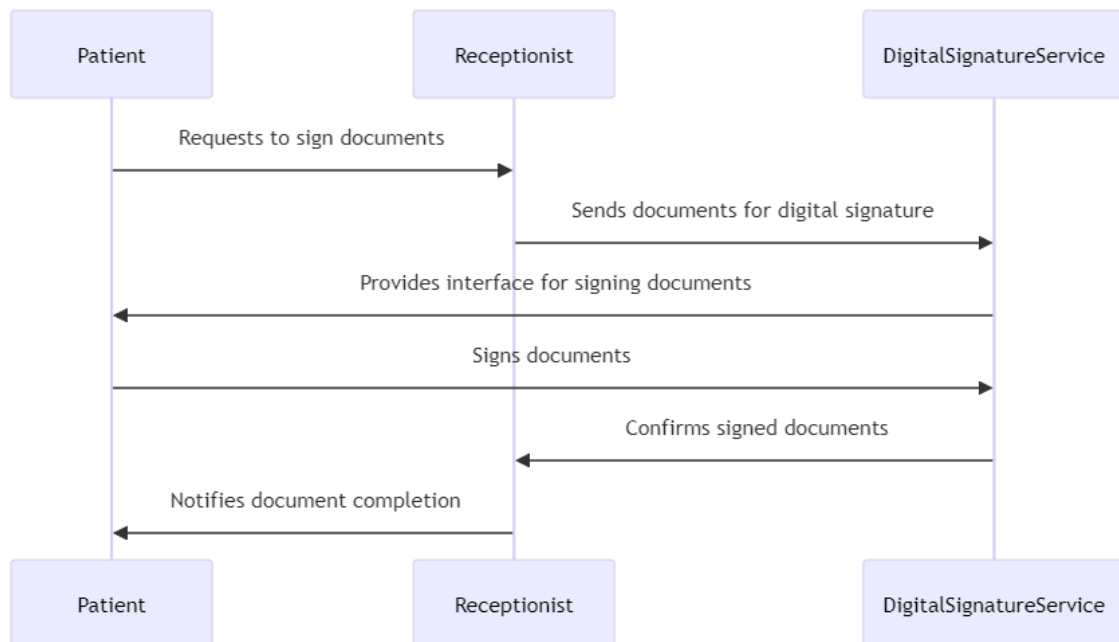 Patient
Receptionist
DigitalSignatureService
Requests to sign documents
Sends documents for digital signature
Provides interface for signing documents
Signs documents
Confirms signed documents
Notifies document completion
Patient
Receptionist
DigitalSignatureService